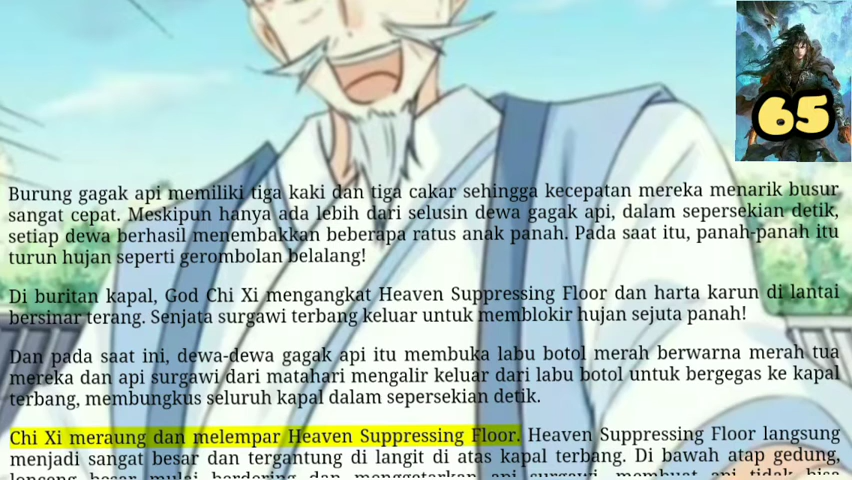 65
Burung gagak api memiliki tiga kaki dan tiga cakar sehingga kecepatan mereka menarik busur
sangat cepat. Meskipun hanya ada lebih dari selusin dewa gagak api, dalam sepersekian detik,
setiap dewa berhasil menembakkan beberapa ratus anak panah. Pada saat itu, panah-panah itu
turun hujan seperti gerombolan belalang!
Di buritan kapal, God Chi Xi mengangkat Heaven Suppressing Floor dan harta karun di lantai
bersinar terang. Senjata surgawi terbang keluar untuk memblokir hujan sejuta panah!
Dan pada saat ini, dewa-dewa gagak api itu membuka labu botol merah berwarna merah tua
mereka dan api surgawi dari matahari mengalir keluar dari labu botol untuk bergegas ke kapal
terbang, membungkus seluruh kapal dalam sepersekian detik.
Chi Xi meraung dan melempar Heaven Suppressing Floor. Heaven Suppressing Floor langsung
menjadi sangat besar dan tergantung di langit di atas kapal terbang. Di bawah atap gedung,